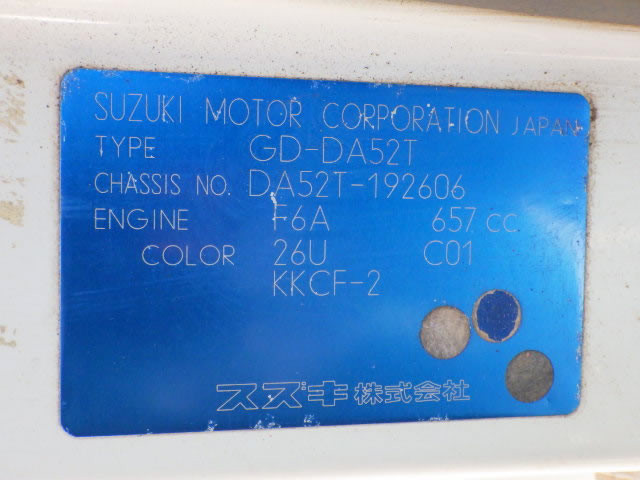 SUZUKI MOTOR CORPORATION JAPAN
TYPE GD-DA52T
CHASSIS NO. DA52T-192606
ENGINE F6A 657 cc
COLOR 26U C01
KKCF-2
スズキ株式会社